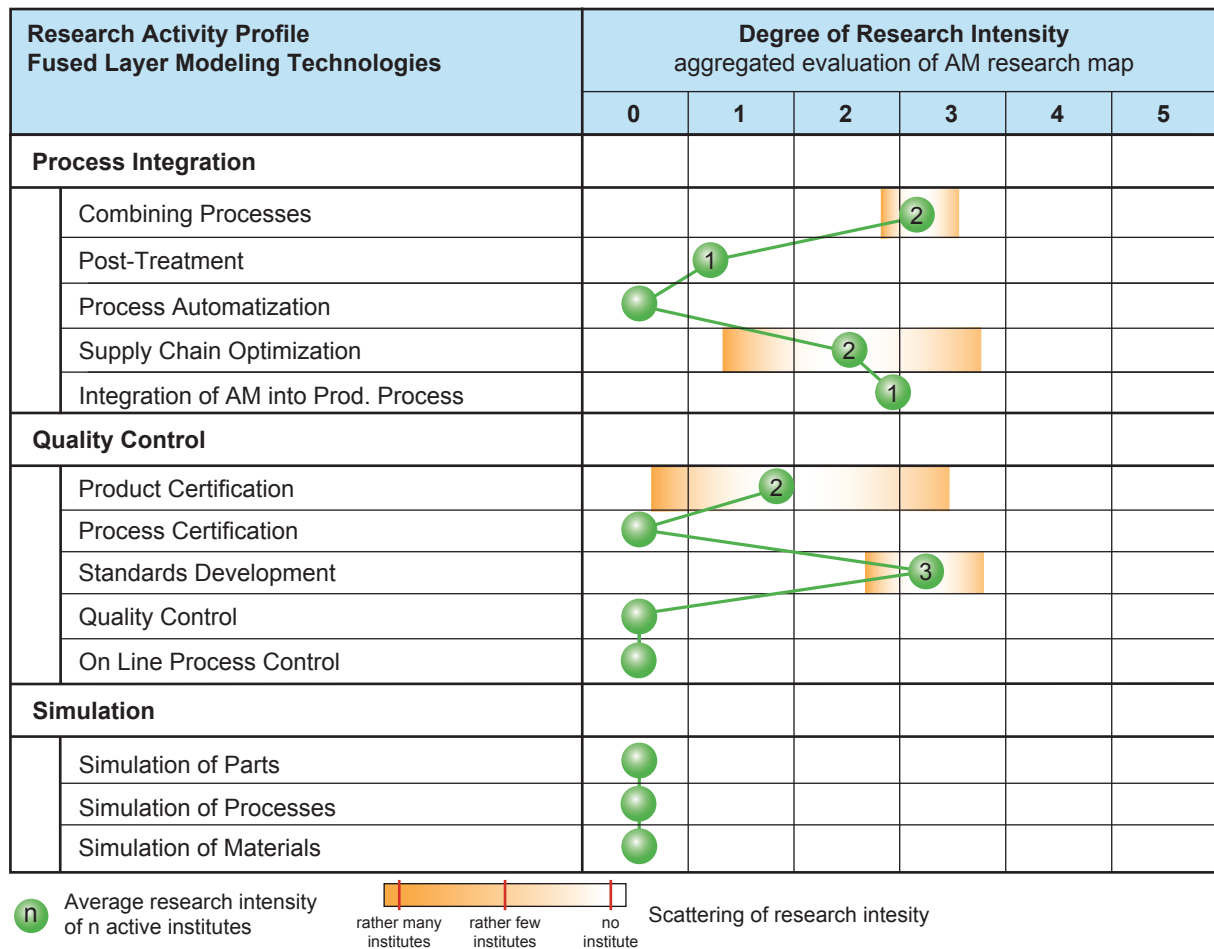 Research Activity Profile
Fused Layer Modeling Technologies
Degree of Research Intensity
aggregated evaluation of AM research map
0 1 2 3 4 5
Process Integration
Combining Processes 2
Post-Treatment 1
Process Automatization
Supply Chain Optimization 2
Integration of AM into Prod. Process 1
Quality Control
Product Certification 2
Process Certification
Standards Development 3
Quality Control
On Line Process Control
Simulation
Simulation of Parts
Simulation of Processes
Simulation of Materials
n
Average research intensity
of n active institutes
rather many
institutes
rather few
institutes
no
institute
Scattering of research intesity